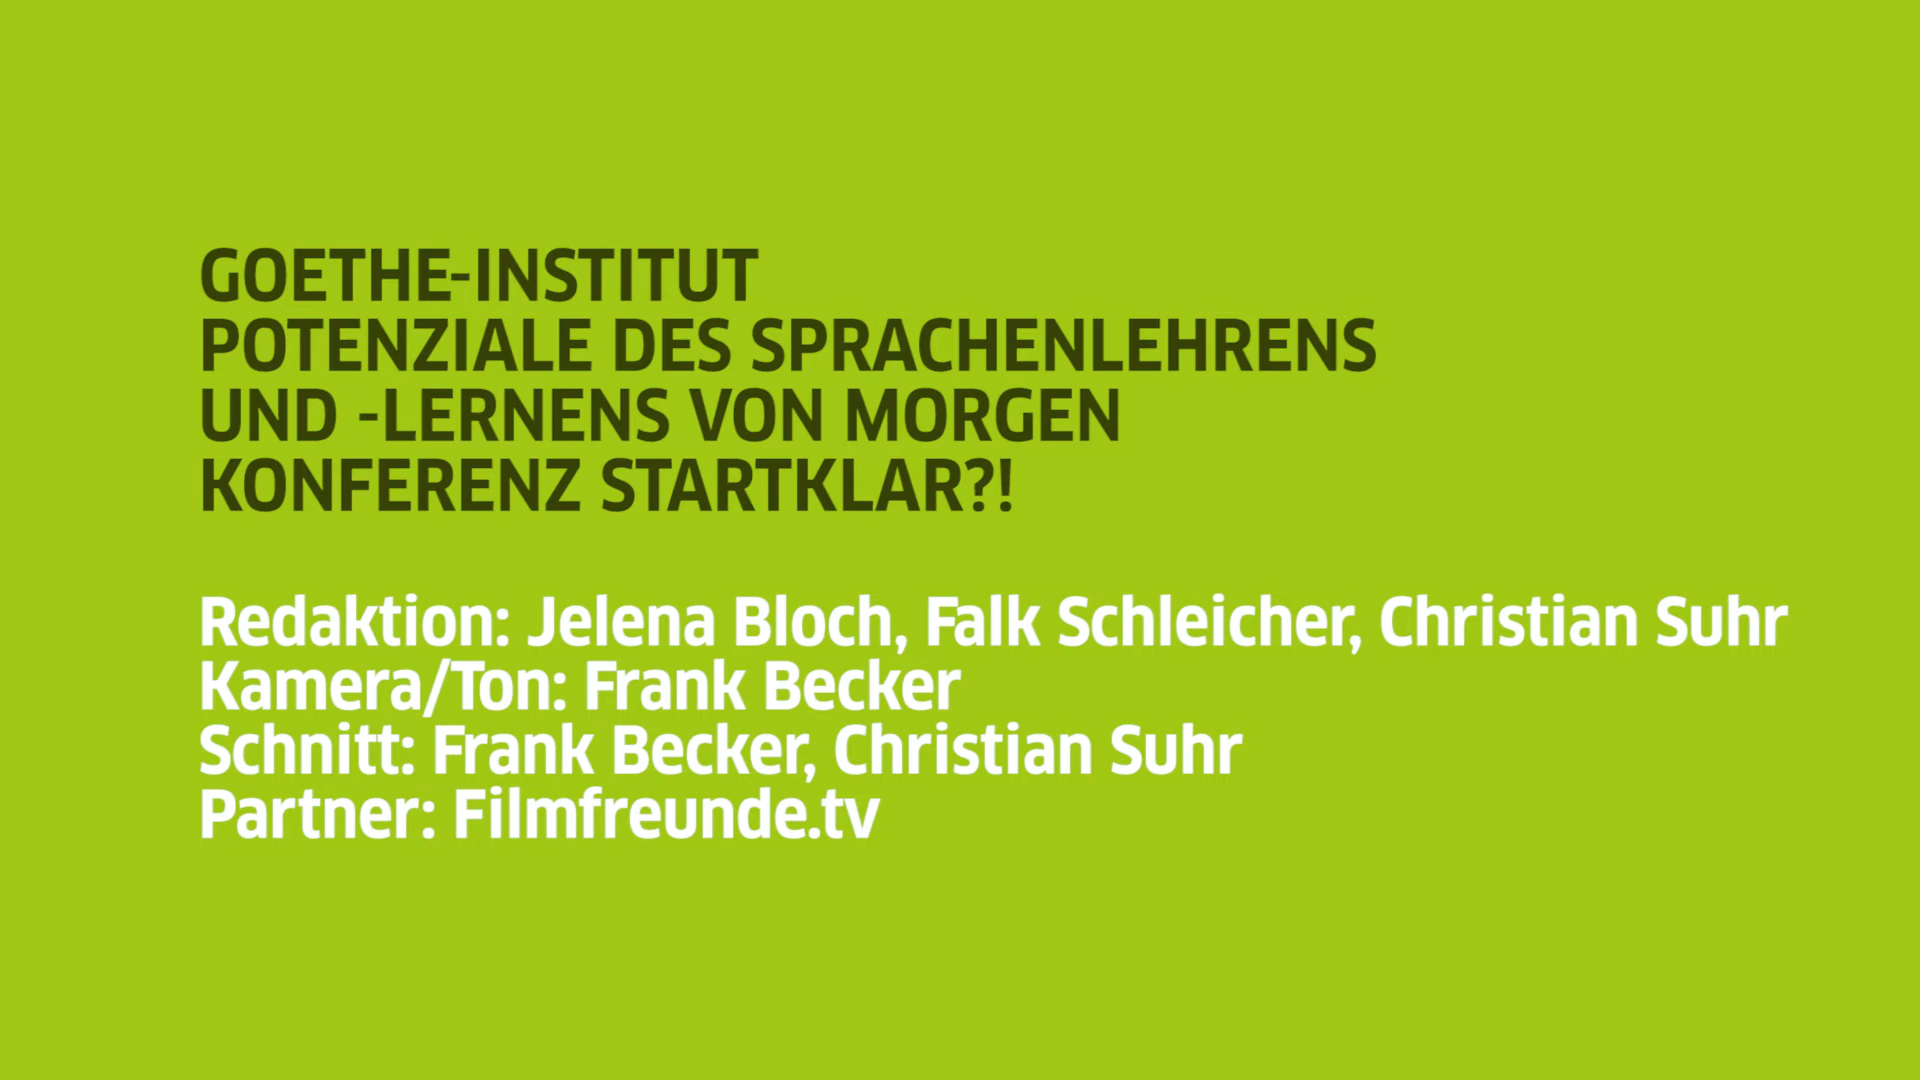 GOETHE-INSTITUT
POTENZIALE DES SPRACHENLEHRENS
UND -LERNENS VON MORGEN
KONFERENZ STARTKLAR?!
Redaktion: Jelena Bloch, Falk Schleicher, Christian Suhr
Kamera/Ton: Frank Becker
Schnitt: Frank Becker, Christian Suhr
Partner: Filmfreunde.tv